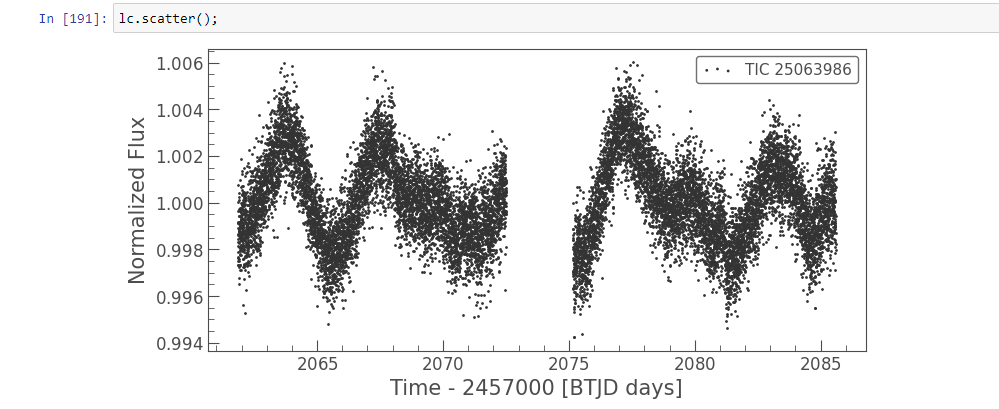 In [191]: lc.scatter();
TIC 25063986
1.006
1.004
1.002
1.000
0.998
0.996
0.994
Normalized Flux
2065 2070 2075 2080 2085
Time - 2457000 [BTJD days]